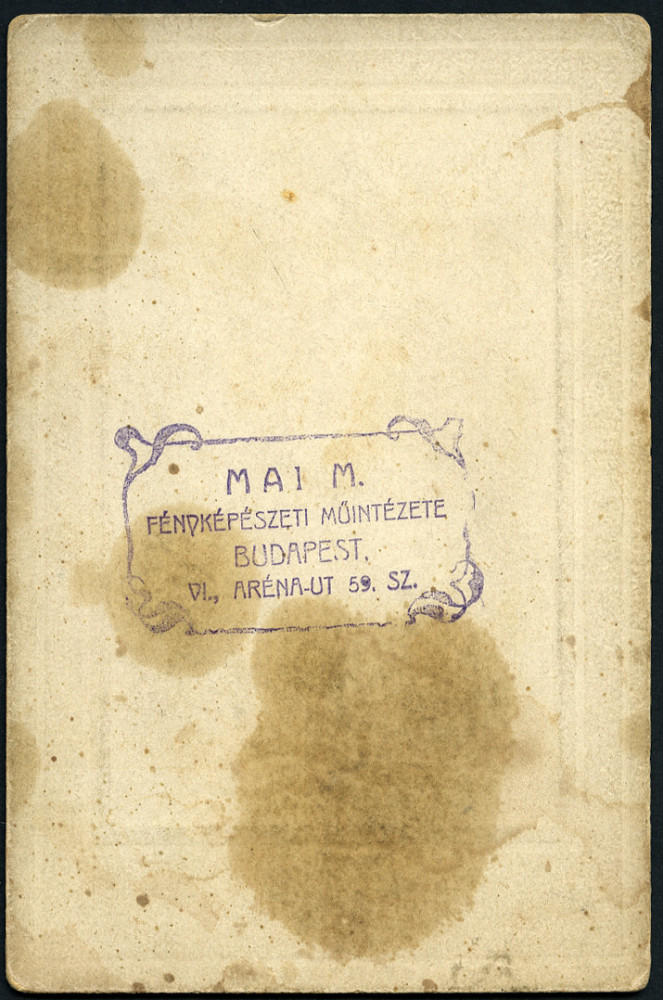 MAI M.
FÉNYKÉPÉSZETI MŰINTÉZETE
BUDAPEST,
VI., ARÉNA-UT 59. SZ.